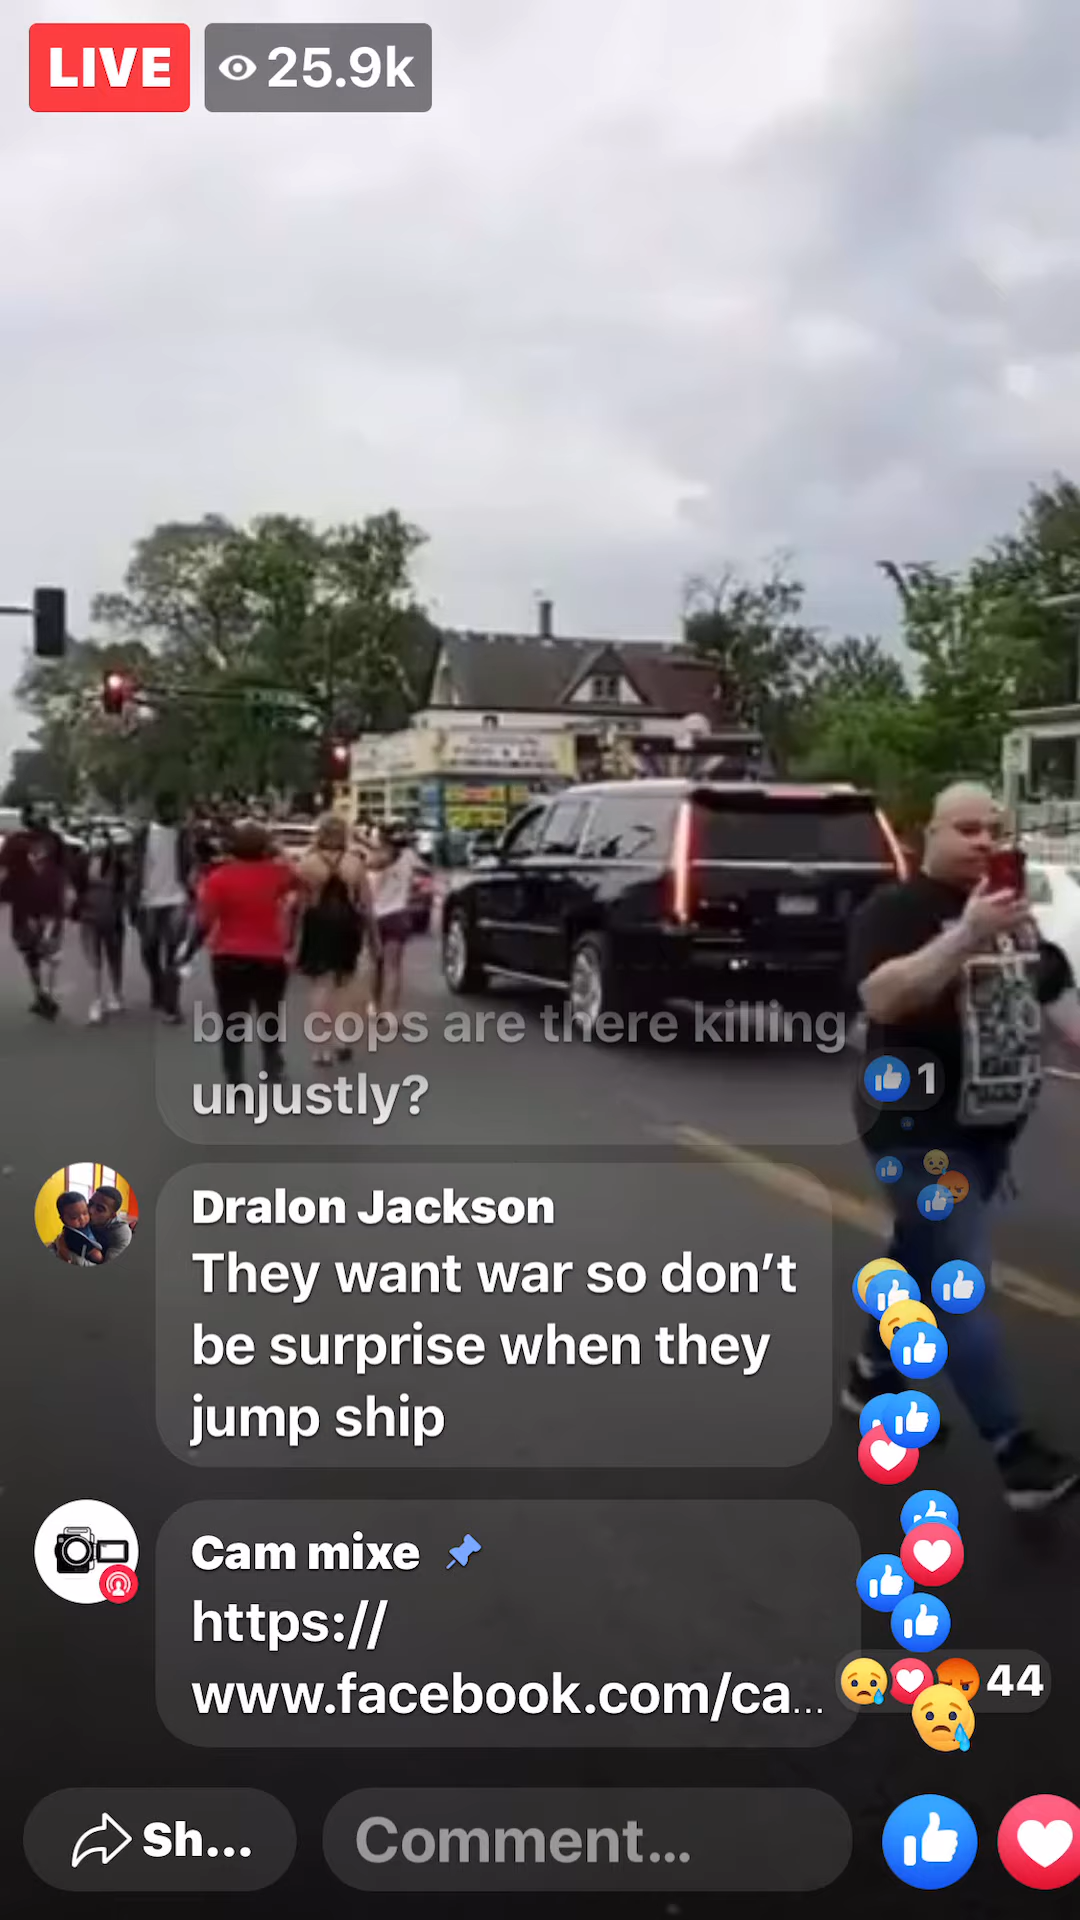 LIVE
25.9k
bad cops are there killing
unjustly?
1
Dralon Jackson
They want war so don’t
be surprise when they
jump ship
Cam mixe
https://
www.facebook.com/ca...
44
Sh...
Comment...